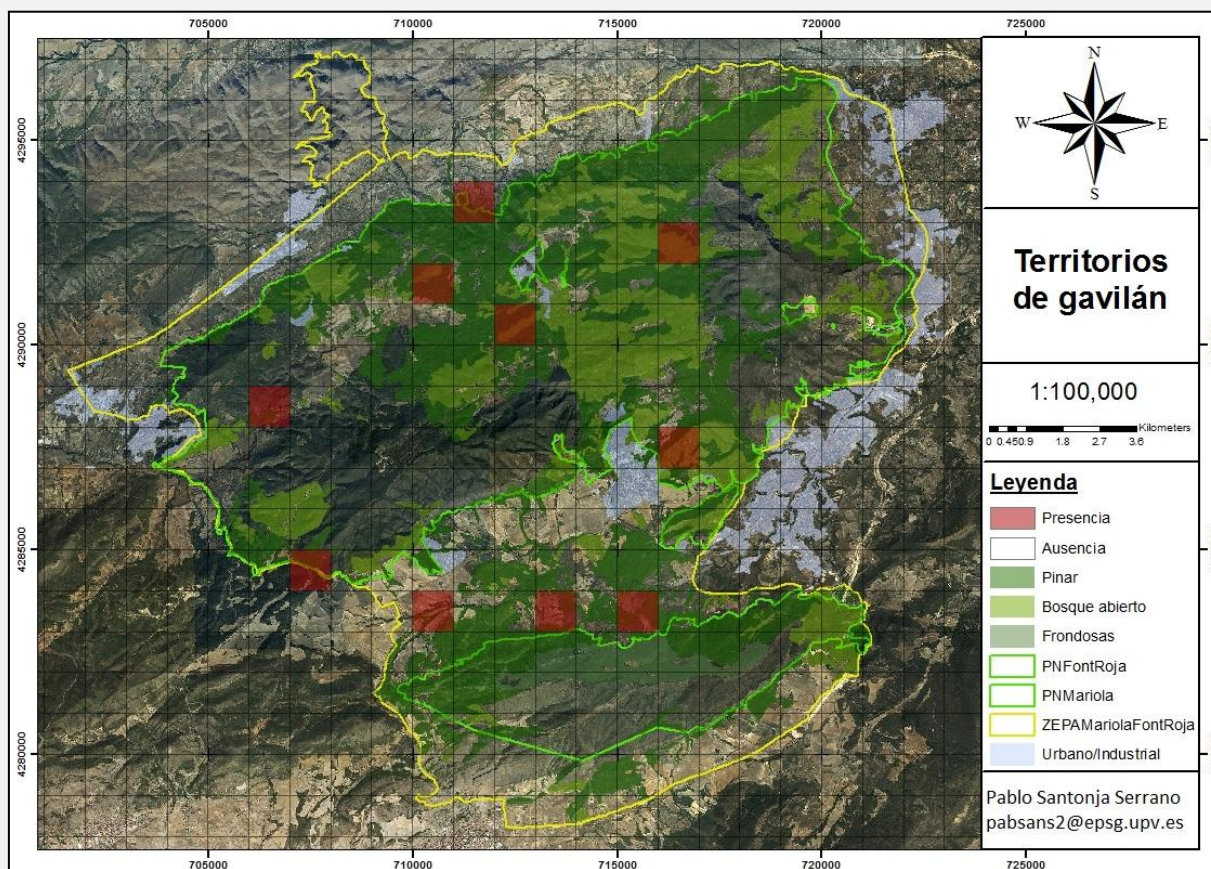 705000 710000 715000 720000 725000
4295000
4290000
4285000
4280000
705000 710000 715000 720000 725000
N
W E
S
Territorios
de gavilán
1:100,000
Kilometers
0 0.450.9 1.8 2.7 3.6
Leyenda
Presencia
Ausencia
Pinar
Bosque abierto
Frondosas
PNFontRoja
PNMariola
ZEPAMariolaFontRoja
Urbano/Industrial
Pablo Santonja Serrano
pabsans2@epsg.upv.es